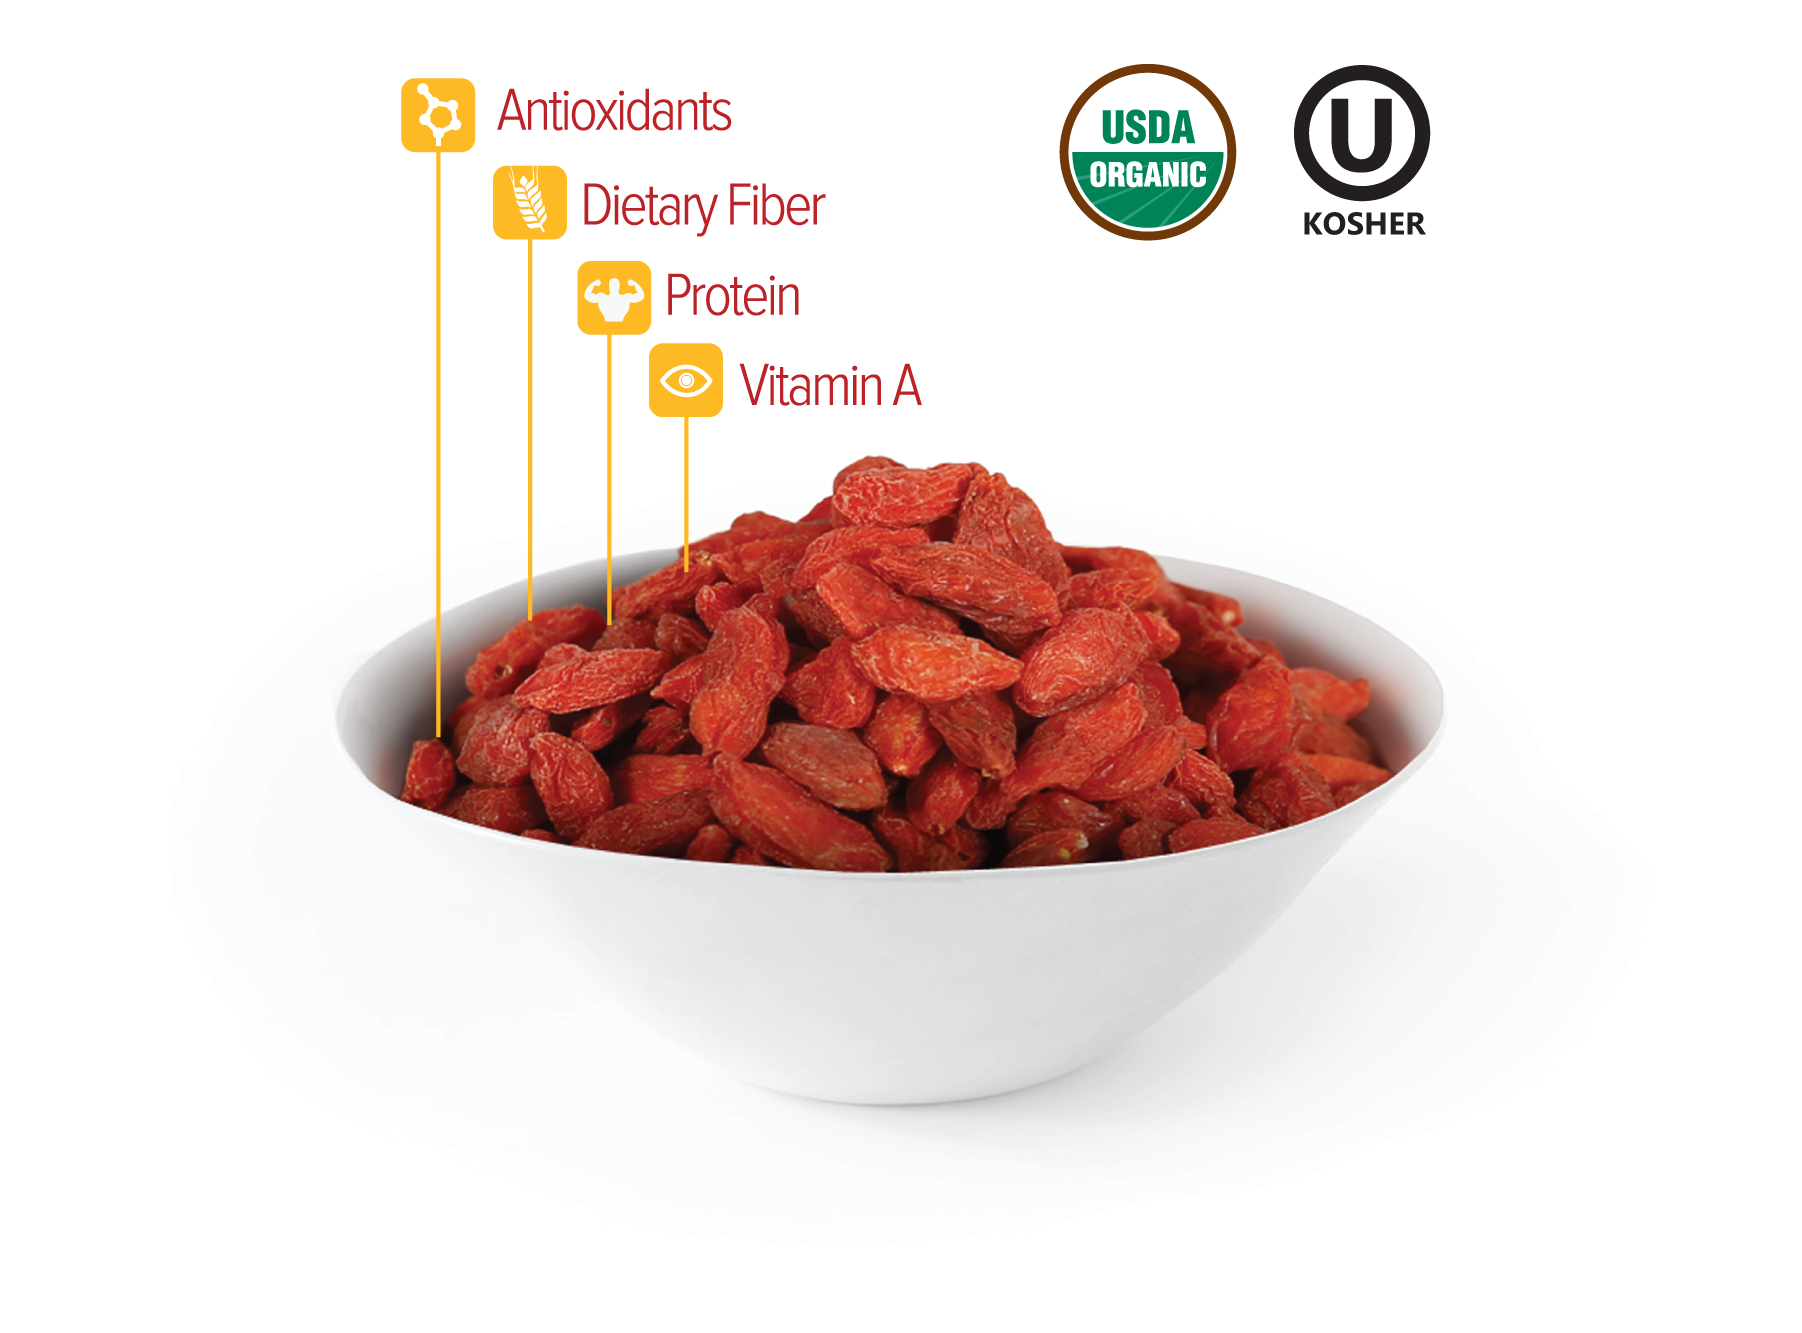 Antioxidants
Dietary Fiber
Protein
Vitamin A
USDA
ORGANIC
U
KOSHER